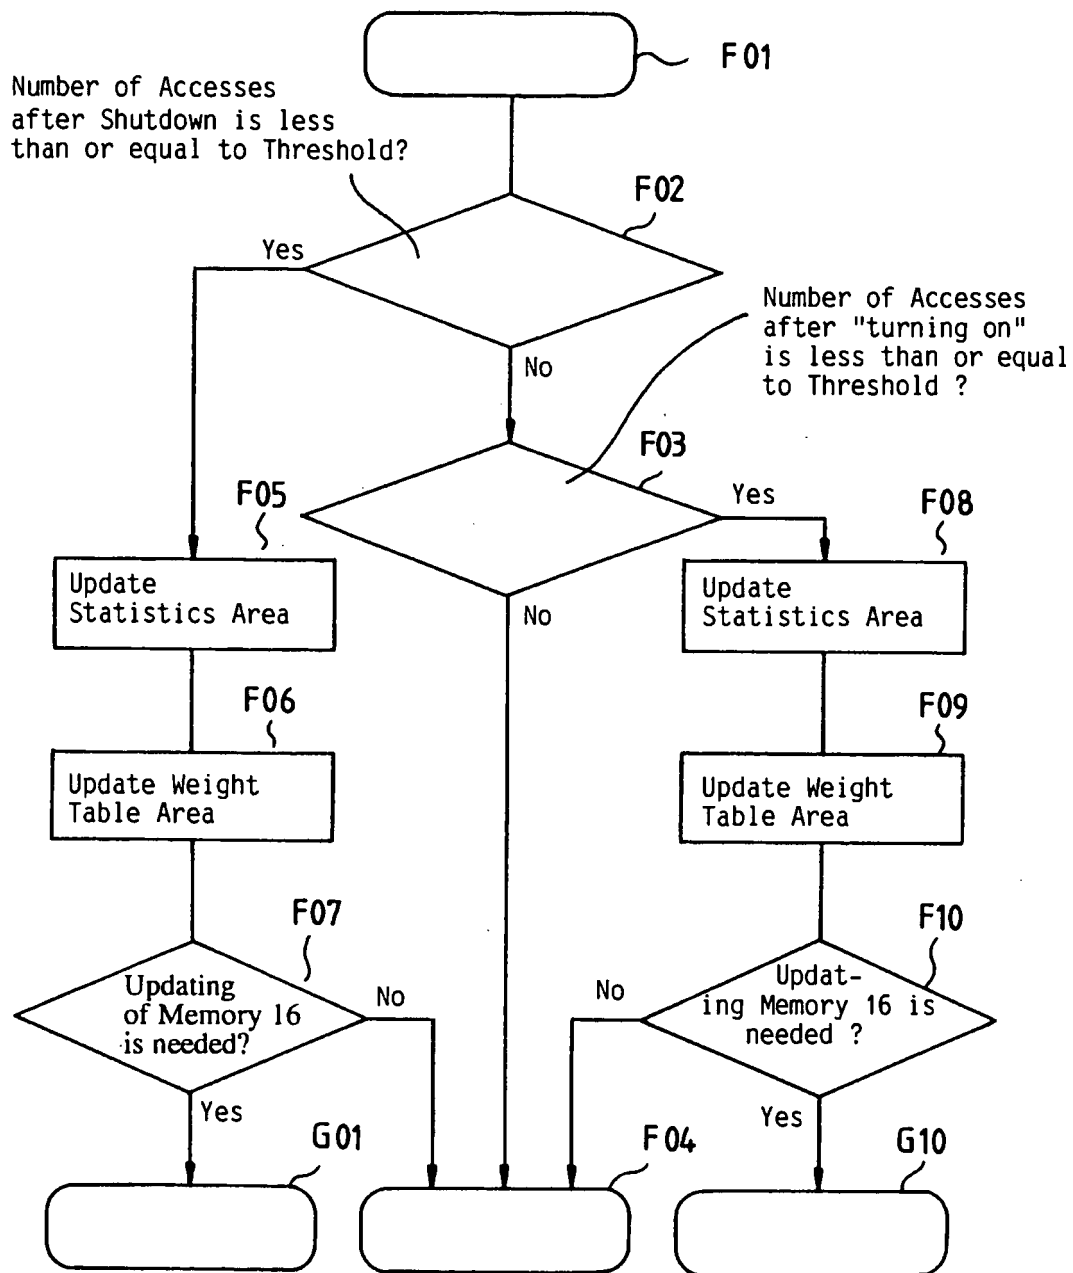 F01
Number of Accesses
after Shutdown is less
than or equal to Threshold?
F02
Yes
Number of Accesses
after "turning on"
is less than or equal
to Threshold ?
No
F03
Yes
F05
F08
Update
Statistics Area
Update
Statistics Area
No
F06
F09
Update Weight
Table Area
Update Weight
Table Area
F07
F10
Updating
of Memory 16
is needed?
No
No
Updat-
ing Memory 16 is
needed ?
Yes
Yes
G01
F04
G10